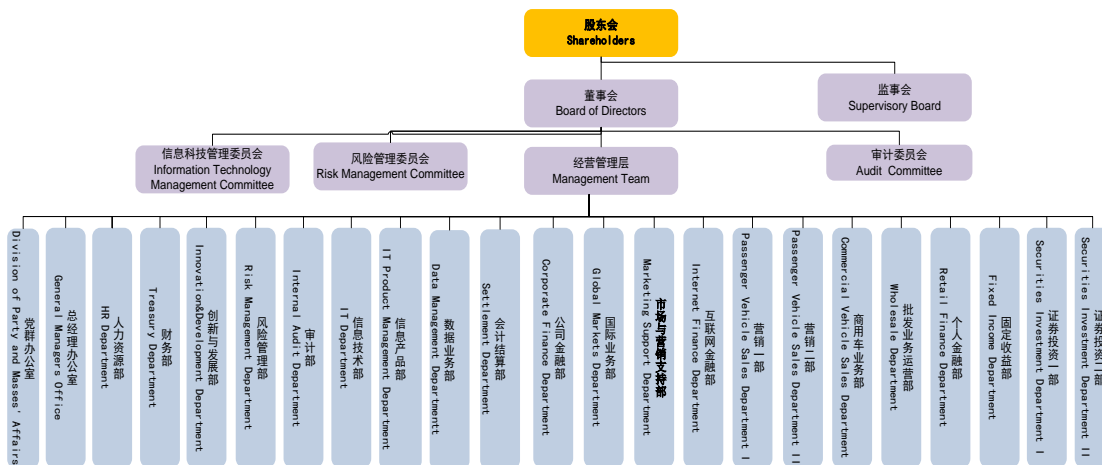 股东会
Shareholders
董事会
Board of Directors
监事会
Supervisory Board
信息科技管理委员会
Information Technology
Management Committee
风险管理委员会
Risk Management Committee
经营管理层
Management Team
审计委员会
Audit Committee
党群办公室
Division of Party and Masses' Affairs
总经理办公室
General Managers Office
人力资源部
HR Department
财务部
Treasury Department
创新与发展部
Innovation&Development Department
风险管理部
Risk Management Department
审计部
Internal Audit Department
信息技术部
IT Department
信息产品部
IT Product Management Department
数据业务部
Data Management Departmentt
会计结算部
Settlement Department
公司金融部
Corporate Finance Department
国际业务部
Global Markets Department
市场与营销支持部
Marketing Support Department
互联网金融部
Internet Finance Department
营销一部
Passenger Vehicle Sales Department I
营销二部
Passenger Vehicle Sales Department II
商用车业务部
Commercial Vehicle Sales Department
批发业务运营部
Wholesale Department
个人金融部
Retail Finance Department
固定收益部
Fixed Income Department
证券投资一部
Securities Investment Department I
证券投资二部
Securities Investment Department II